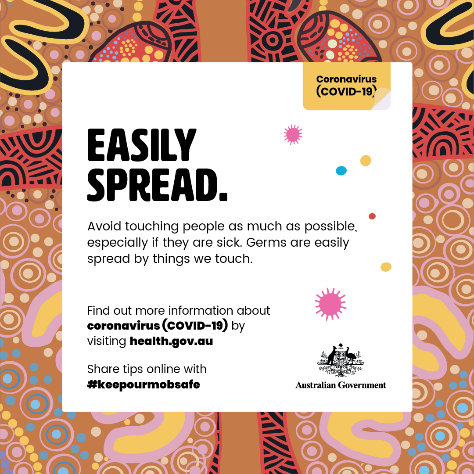 Coronavirus
(COVID-19)
EASILY
SPREAD.
Avoid touching people as much as possible,
especially if they are sick. Germs are easily
spread by things we touch.
Find out more information about
coronavirus (COVID-19) by
visiting health.gov.au
Share tips online with
#keepourmobsafe
Australian Government